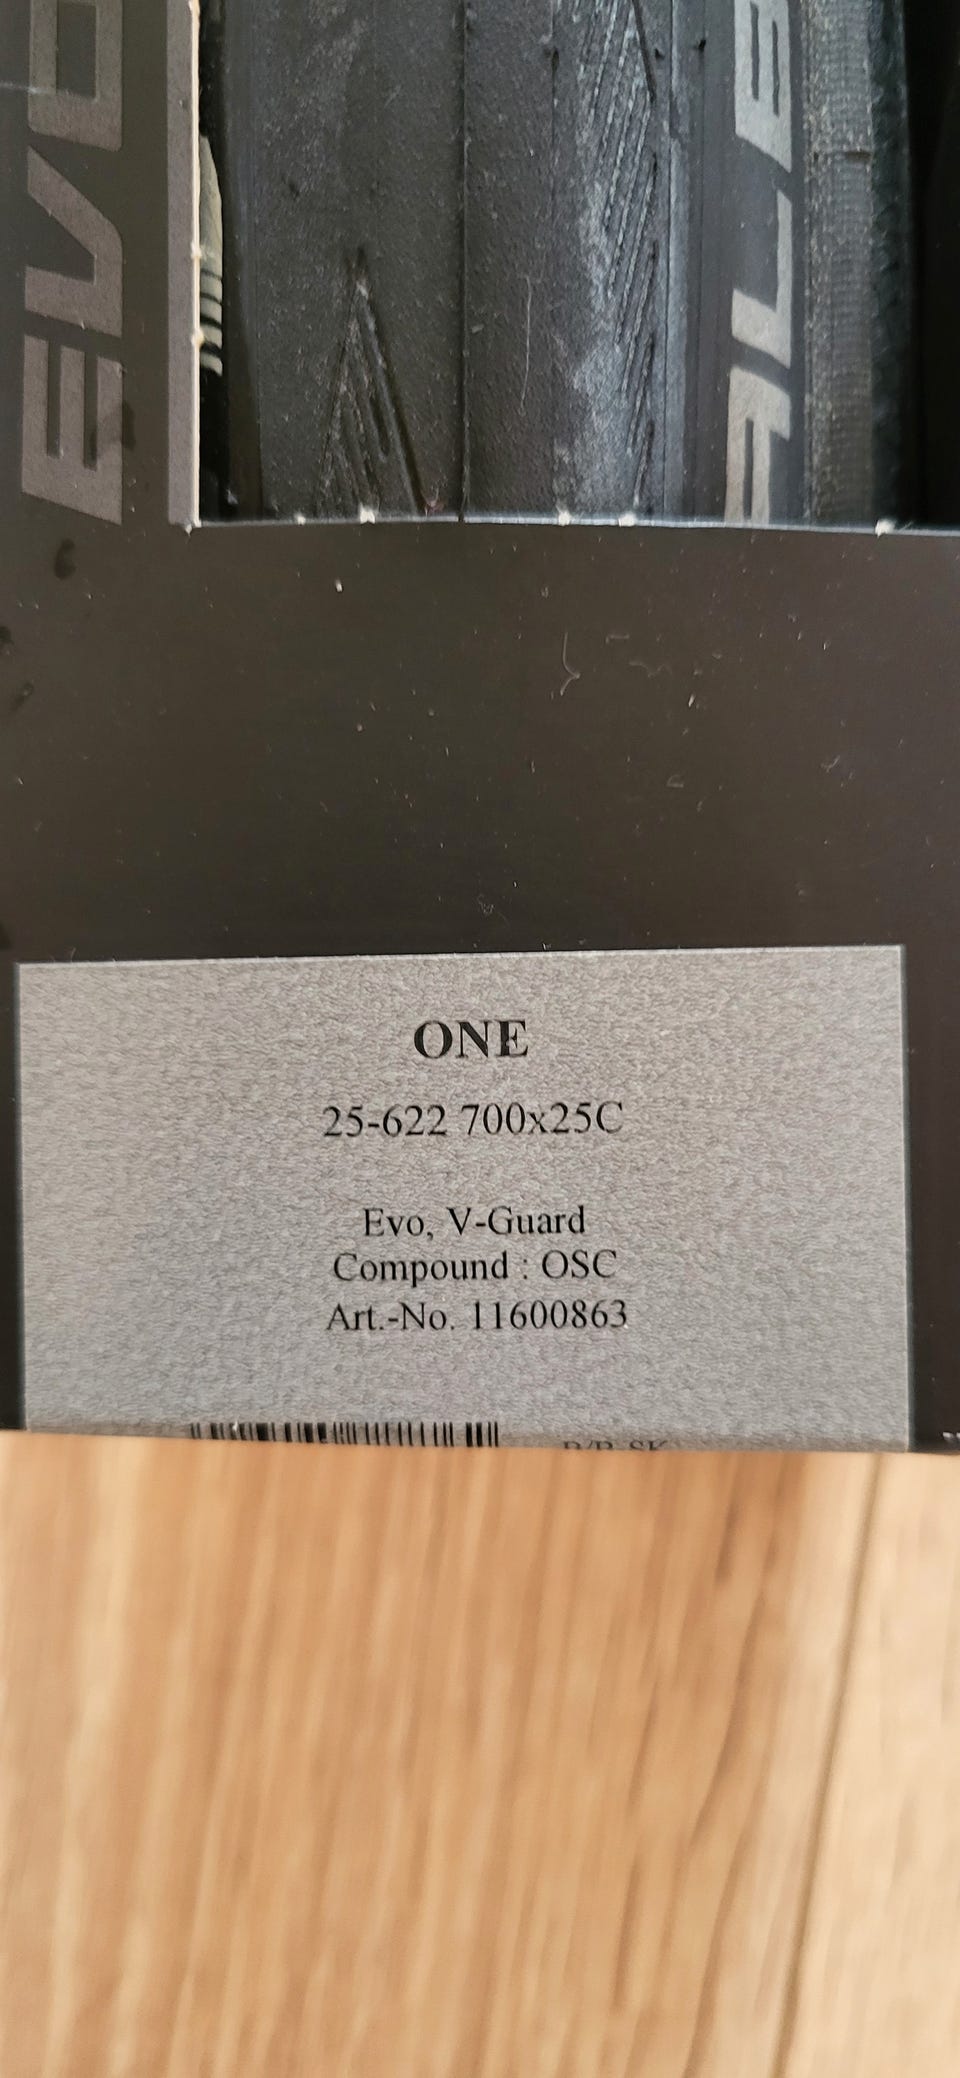 EVO
ONE
25-622 700x25C
Evo, V-Guard
Compound : OSC
Art.-No. 11600863